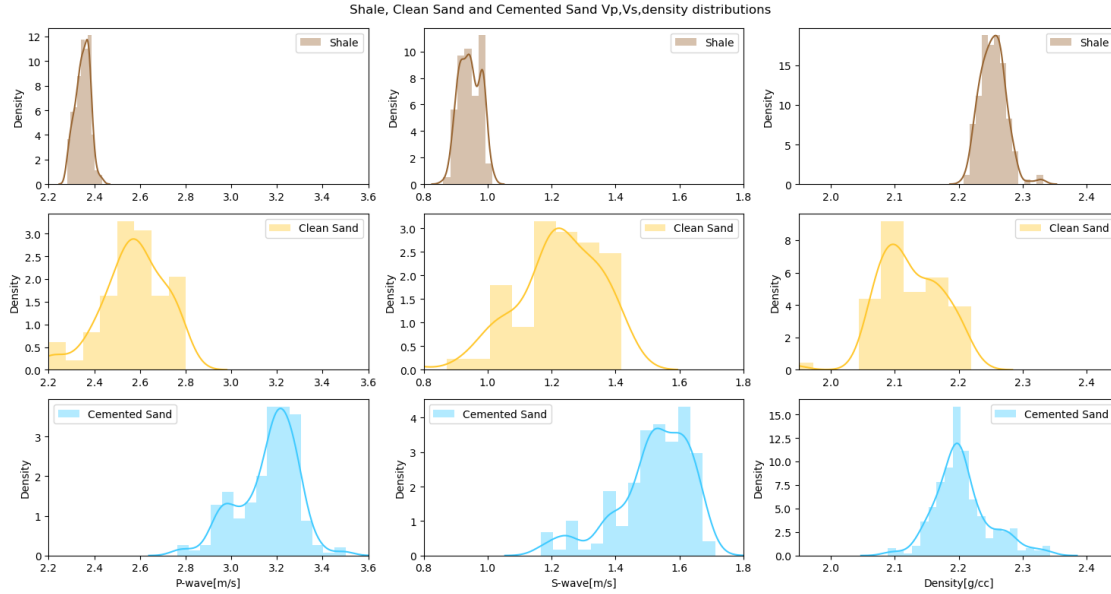 Shale, Clean Sand and Cemented Sand Vp,Vs,density distributions
Density
12
10
8
6
4
2
0
2.2 2.4 2.6 2.8 3.0 3.2 3.4 3.6
Shale
Density
10
8
6
4
2
0
0.8 1.0 1.2 1.4 1.6 1.8
Shale
Density
15
10
5
0
2.0 2.1 2.2 2.3 2.4
Shale
Density
3.0
2.5
2.0
1.5
1.0
0.5
0.0
2.2 2.4 2.6 2.8 3.0 3.2 3.4 3.6
Clean Sand
Density
3.0
2.5
2.0
1.5
1.0
0.5
0.0
0.8 1.0 1.2 1.4 1.6 1.8
Clean Sand
Density
8
6
4
2
0
2.0 2.1 2.2 2.3 2.4
Clean Sand
Density
3
2
1
0
2.2 2.4 2.6 2.8 3.0 3.2 3.4 3.6
P-wave[m/s]
Cemented Sand
Density
4
3
2
1
0
0.8 1.0 1.2 1.4 1.6 1.8
S-wave[m/s]
Cemented Sand
Density
15.0
12.5
10.0
7.5
5.0
2.5
0.0
2.0 2.1 2.2 2.3 2.4
Density[g/cc]
Cemented Sand